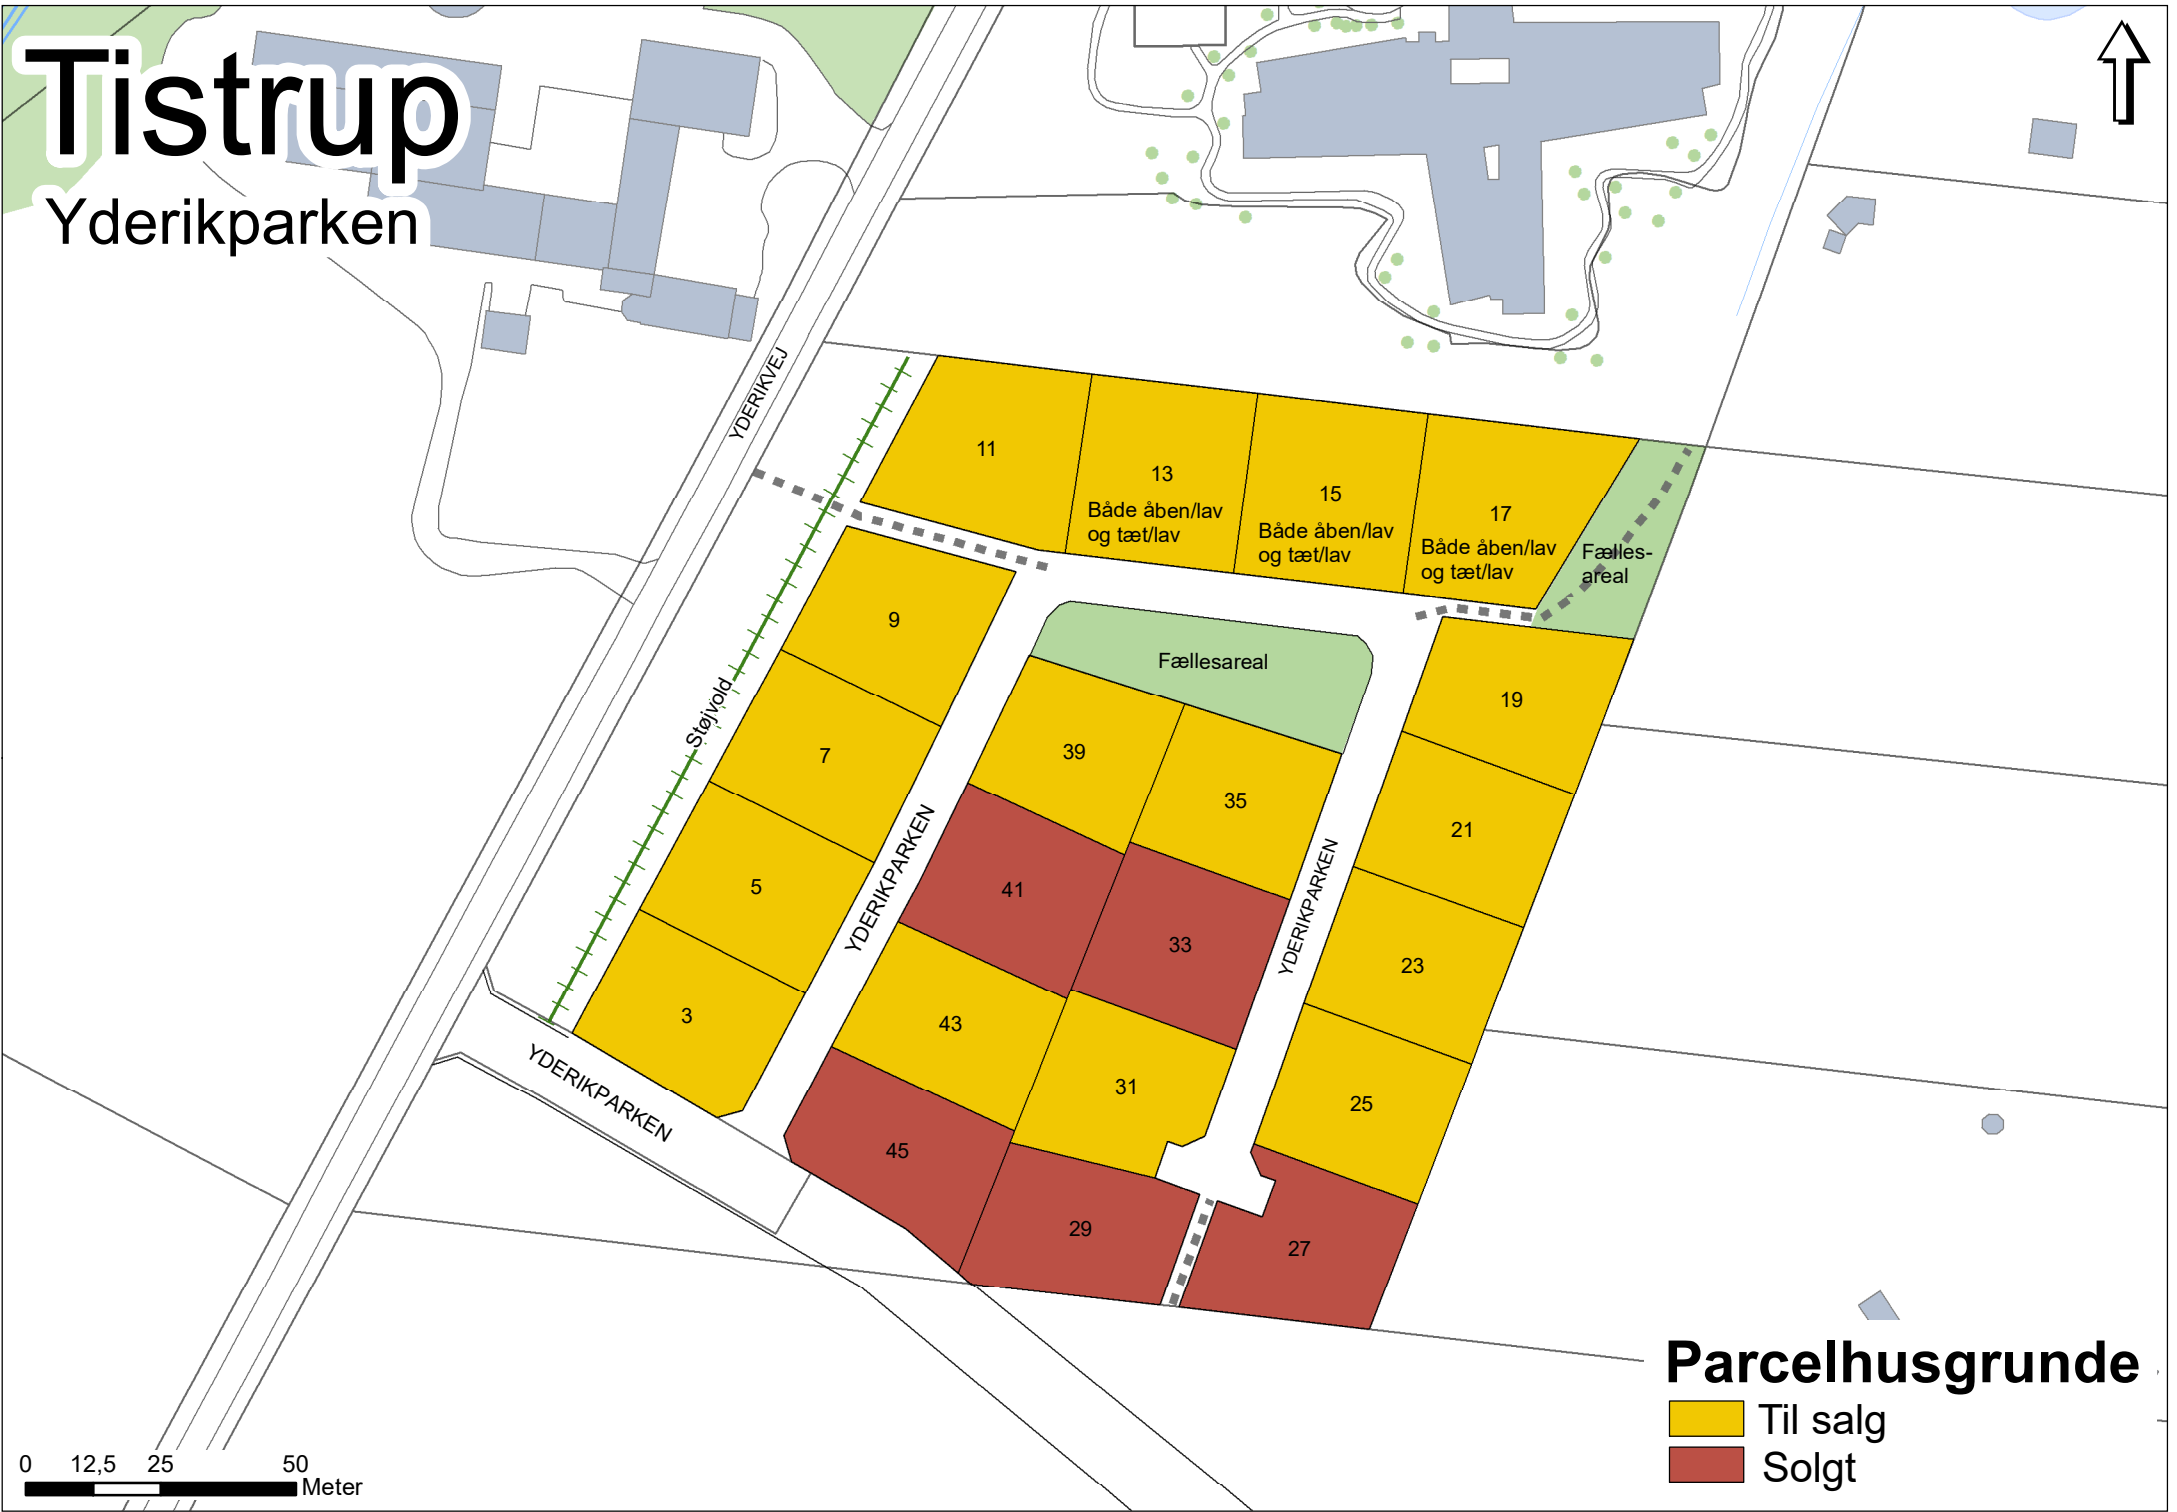 Tistrup
Yderikparken
YDERIKVEJ
11
13
Både åben/lav
og tæt/lav
15
Både åben/lav
og tæt/lav
17
Både åben/lav
og tæt/lav
Fælles-
areal
9
Fællesareal
19
Støjvold
7
39
35
21
5
41
33
23
YDERIKPARKEN
YDERIKPARKEN
3
43
31
25
YDERIKPARKEN
45
29
27
Parcelhusgrunde
Til salg
Solgt
0 12,5 25 50
Meter